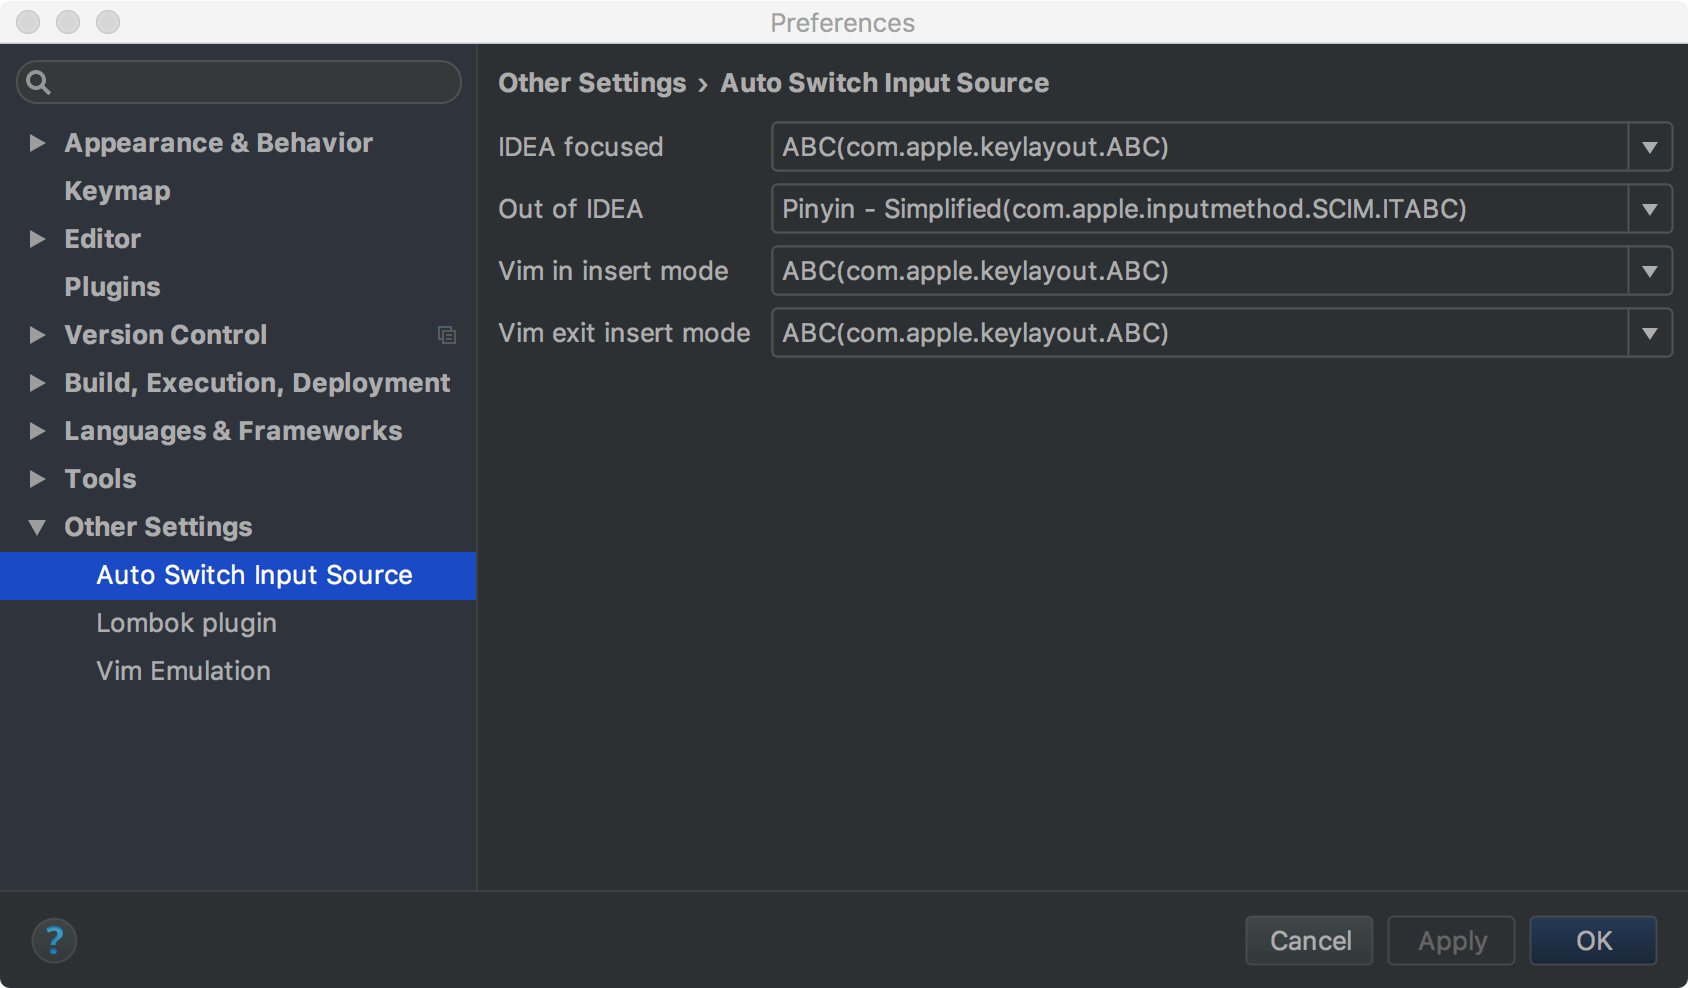 Preferences
Appearance & Behavior
Keymap
Editor
Plugins
Version Control
Build, Execution, Deployment
Languages & Frameworks
Tools
Other Settings
Auto Switch Input Source
Lombok plugin
Vim Emulation
Other Settings › Auto Switch Input Source
IDEA focused ABC(com.apple.keylayout.ABC)
Out of IDEA Pinyin - Simplified(com.apple.inputmethod.SCIM.ITABC)
Vim in insert mode ABC(com.apple.keylayout.ABC)
Vim exit insert mode ABC(com.apple.keylayout.ABC)
? Cancel Apply OK